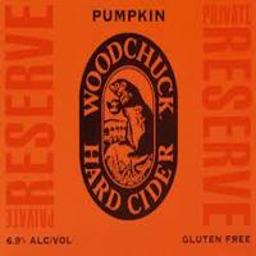 PUMPKIN
PRIVATE
RESERVE
WOODCHUCK
HARD CIDER
PRIVATE
RESERVE
6.9% ALC/VOL
GLUTEN FREE